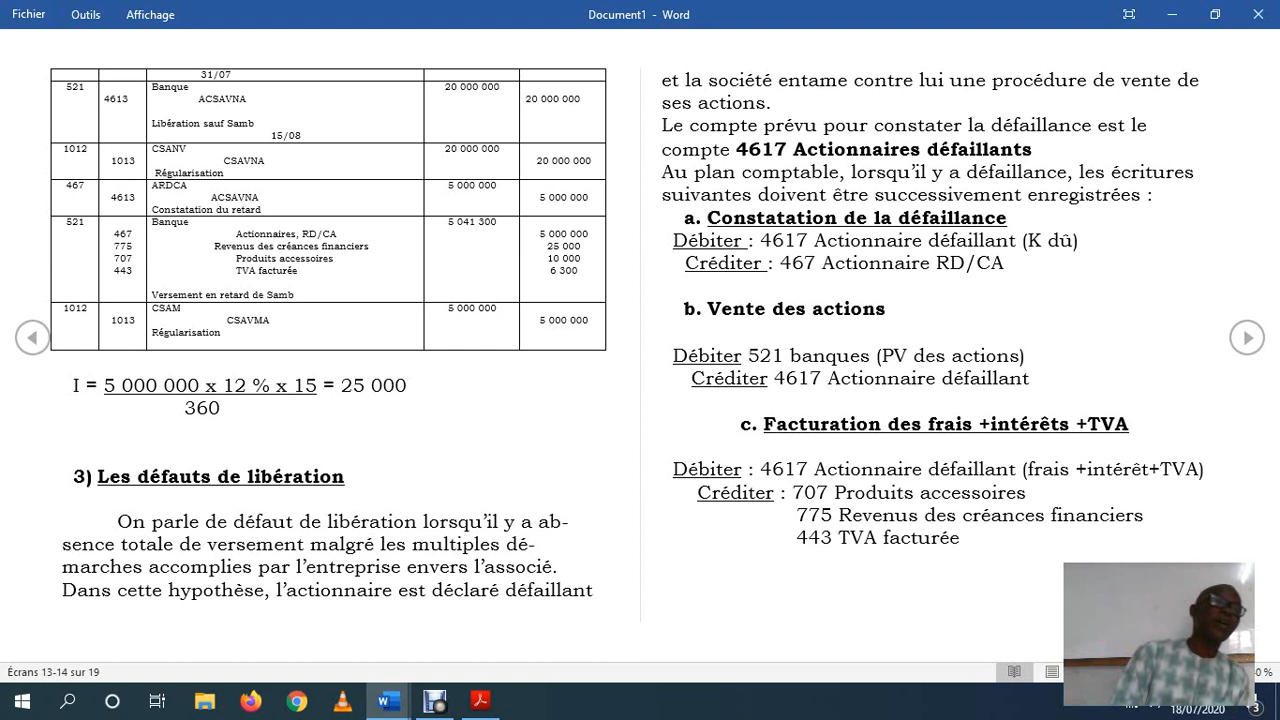 Fichier Outils Affichage Document1 - Word
31/07
521 Banque 20 000 000
4613 ACSAVNA 20 000 000
Libération sauf Samb
15/08
1012 CSANV 20 000 000
1013 CSAVNA 20 000 000
Régularisation
467 ARDCA 5 000 000
4613 ACSAVNA 5 000 000
Constatation du retard
521 Banque 5 041 300
467 Actionnaires, RD/CA 5 000 000
775 Revenus des créances financiers 25 000
707 Produits accessoires 10 000
443 TVA facturée 6 300
Versement en retard de Samb
1012 CSAM 5 000 000
1013 CSAVMA 5 000 000
Régularisation
I = 5 000 000 x 12 % x 15 = 25 000
360
3) Les défauts de libération
On parle de défaut de libération lorsqu’il y a ab-
sence totale de versement malgré les multiples dé-
marches accomplies par l’entreprise envers l’associé.
Dans cette hypothèse, l’actionnaire est déclaré défaillant
et la société entame contre lui une procédure de vente de
ses actions.
Le compte prévu pour constater la défaillance est le
compte 4617 Actionnaires défaillants
Au plan comptable, lorsqu’il y a défaillance, les écritures
suivantes doivent être successivement enregistrées :
a. Constatation de la défaillance
Débiter : 4617 Actionnaire défaillant (K dû)
Créditer : 467 Actionnaire RD/CA
b. Vente des actions
Débiter 521 banques (PV des actions)
Créditer 4617 Actionnaire défaillant
c. Facturation des frais +intérêts +TVA
Débiter : 4617 Actionnaire défaillant (frais +intérêt+TVA)
Créditer : 707 Produits accessoires
775 Revenus des créances financiers
443 TVA facturée
Écrans 13-14 sur 19
18/07/2020